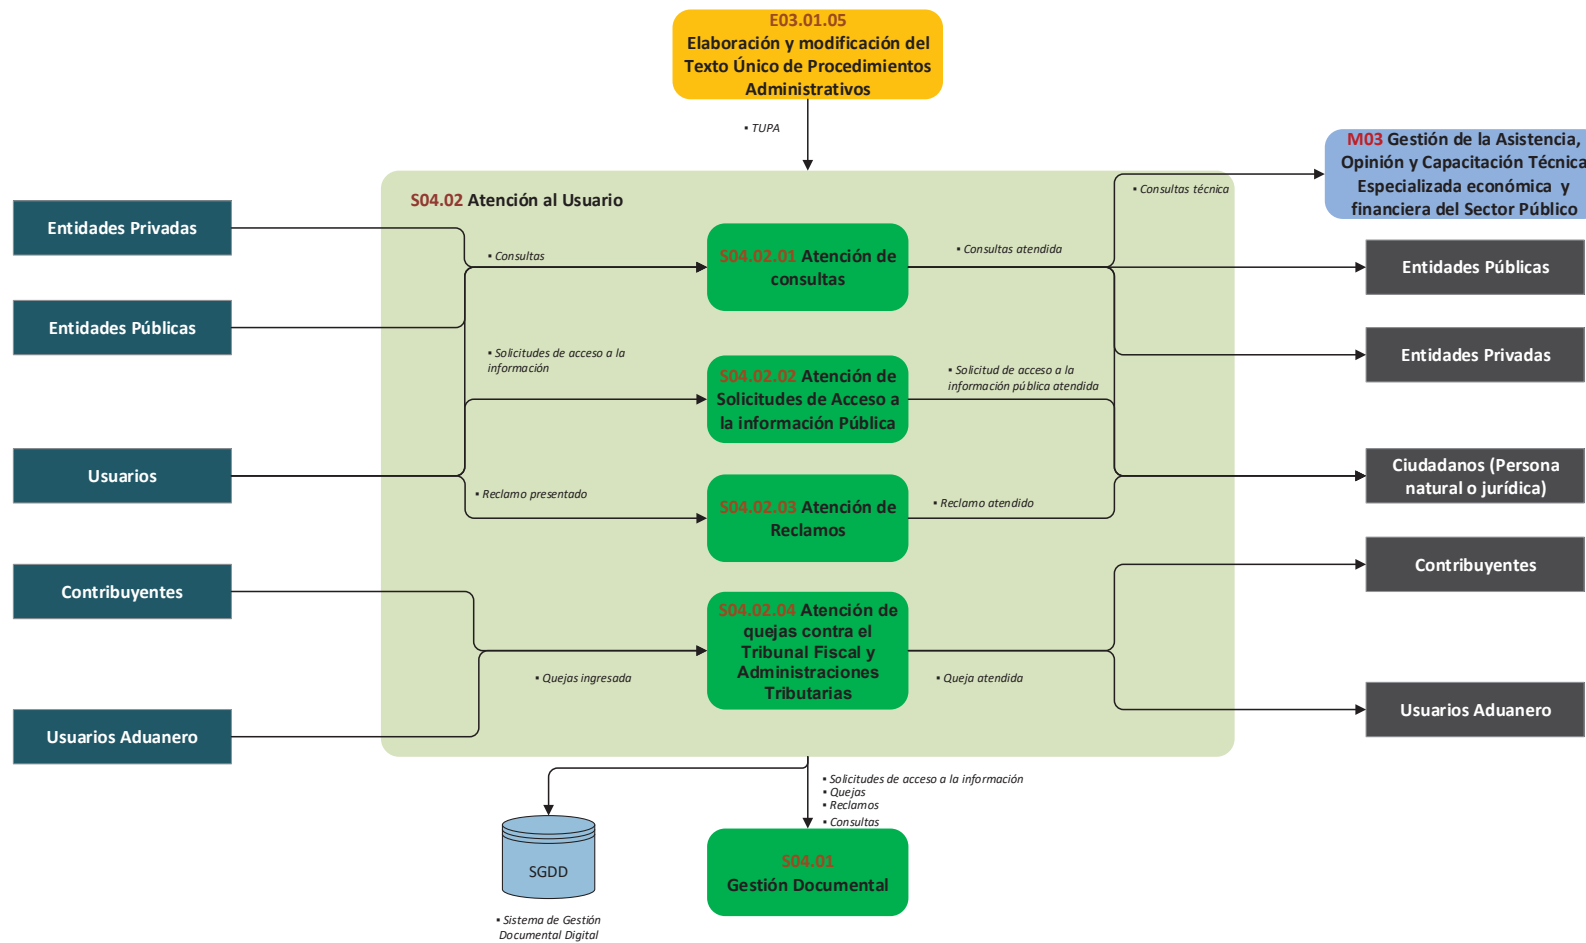 E03.01.05
Elaboración y modificación del
Texto Único de Procedimientos
Administrativos
▪ TUPA
M03 Gestión de la Asistencia,
Opinión y Capacitación Técnica
Especializada económica y
financiera del Sector Público
▪ Consultas técnica
S04.02 Atención al Usuario
Entidades Privadas
▪ Consultas
S04.02.01 Atención de
consultas
▪ Consultas atendida
Entidades Públicas
Entidades Públicas
▪ Solicitudes de acceso a la
información
S04.02.02 Atención de
Solicitudes de Acceso a
la información Pública
▪ Solicitud de acceso a la
información pública atendida
Entidades Privadas
Usuarios
▪ Reclamo presentado
S04.02.03 Atención de
Reclamos
▪ Reclamo atendido
Ciudadanos (Persona
natural o jurídica)
Contribuyentes
S04.02.04 Atención de
quejas contra el
Tribunal Fiscal y
Administraciones
Tributarias
Contribuyentes
▪ Quejas ingresada
▪ Queja atendida
Usuarios Aduanero
Usuarios Aduanero
▪ Solicitudes de acceso a la información
▪ Quejas
▪ Reclamos
▪ Consultas
SGDD
▪ Sistema de Gestión
Documental Digital
S04.01
Gestión Documental